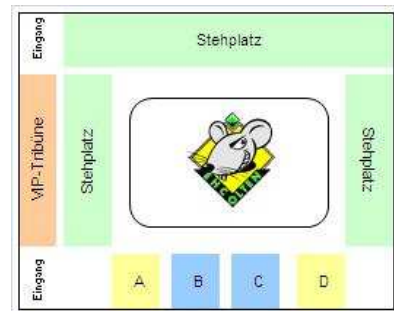 Eingang
Stehplatz
VIP-Tribüne
Stehplatz
EHC OLTEN
Stehplatz
Eingang
A
B
C
D